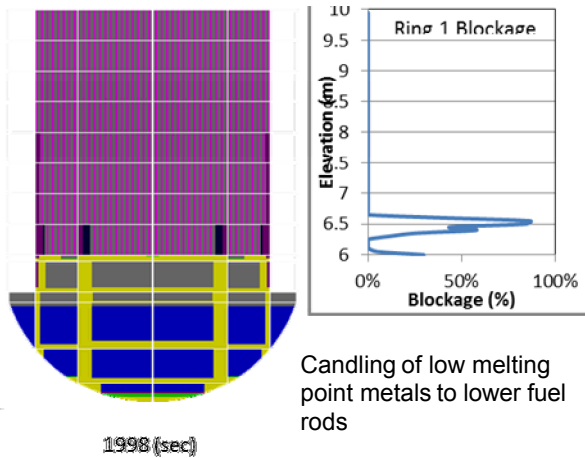 10
Ring 1 Blockage
9.5
9
8.5
8
7.5
7
6.5
6
Elevation (m)
0%
50%
100%
Blockage (%)
Candling of low melting
point metals to lower fuel
rods
1998 (sec)